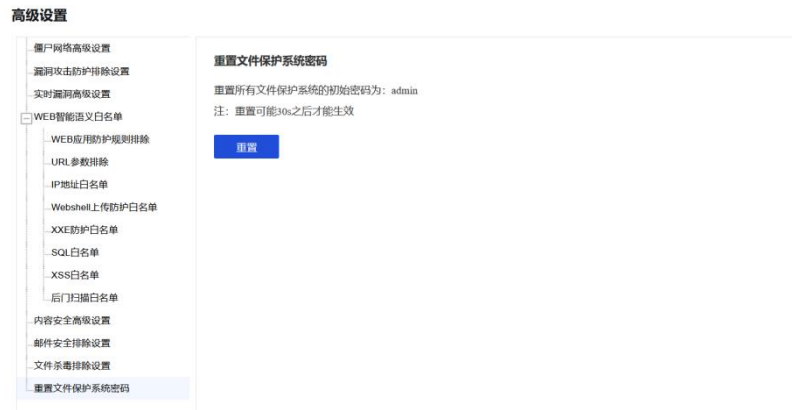 高级设置
僵尸网络高级设置
漏洞攻击防护排除设置
实时漏洞高级设置
WEB智能语义白名单
WEB应用防护规则排除
URL参数排除
IP地址白名单
Webshell上传防护白名单
XXE防护白名单
SQL白名单
XSS白名单
后门扫描白名单
内容安全高级设置
邮件安全排除设置
文件杀毒排除设置
重置文件保护系统密码
重置文件保护系统密码
重置所有文件保护系统的初始密码为：admin
注：重置可能30s之后才能生效
重置